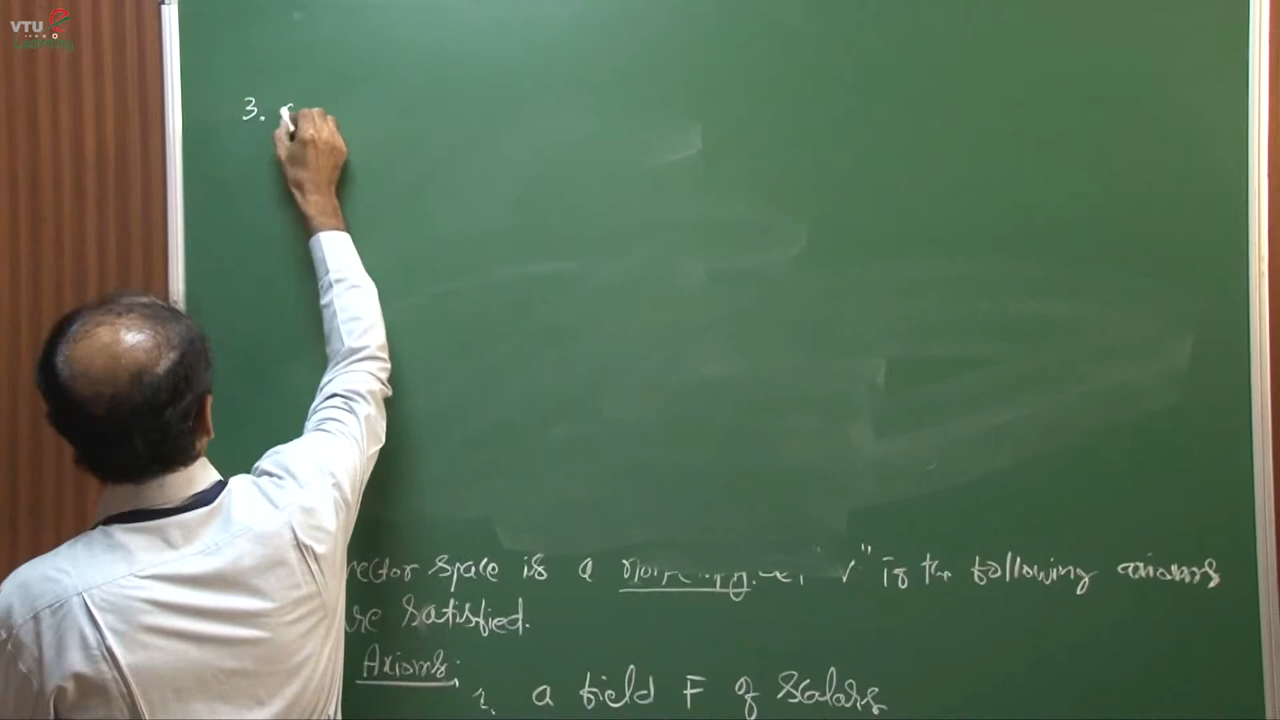 VTU e
Learning
3.
vector space is a "V" if the following axioms
are satisfied.
Axioms:
1. a field F of scalars